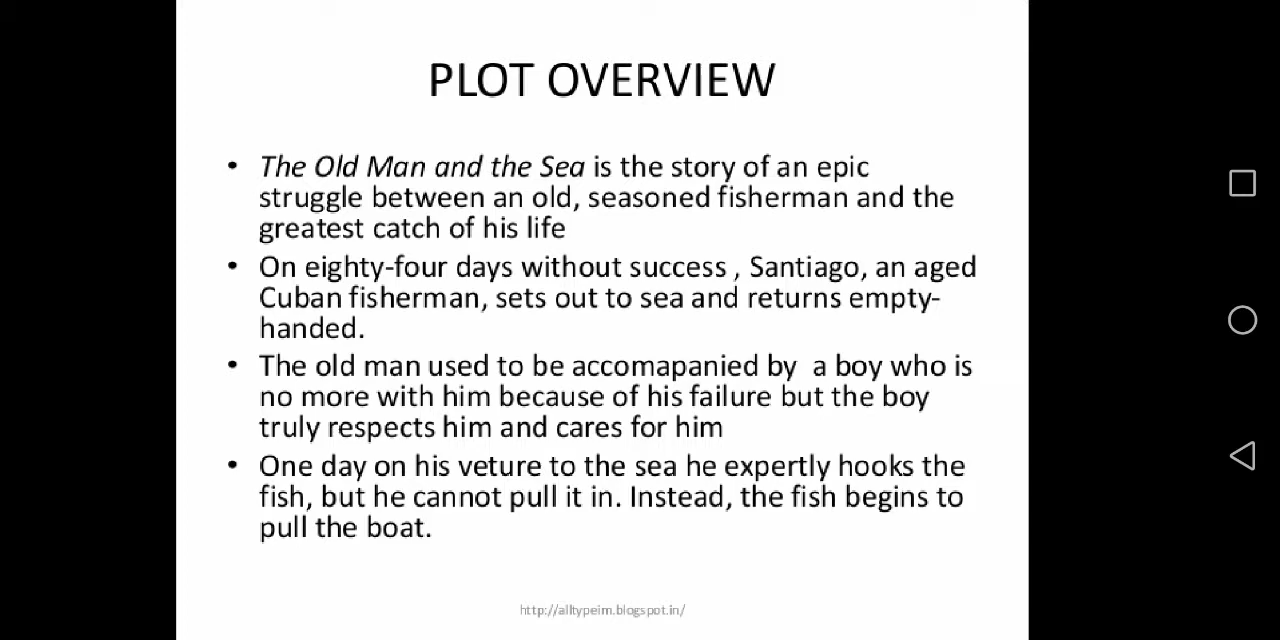 PLOT OVERVIEW
• The Old Man and the Sea is the story of an epic
struggle between an old, seasoned fisherman and the
greatest catch of his life
• On eighty-four days without success , Santiago, an aged
Cuban fisherman, sets out to sea and returns empty-
handed.
• The old man used to be accomapanied by  a boy who is
no more with him because of his failure but the boy
truly respects him and cares for him
• One day on his veture to the sea he expertly hooks the
fish, but he cannot pull it in. Instead, the fish begins to
pull the boat.
http://alltypeim.blogspot.in/